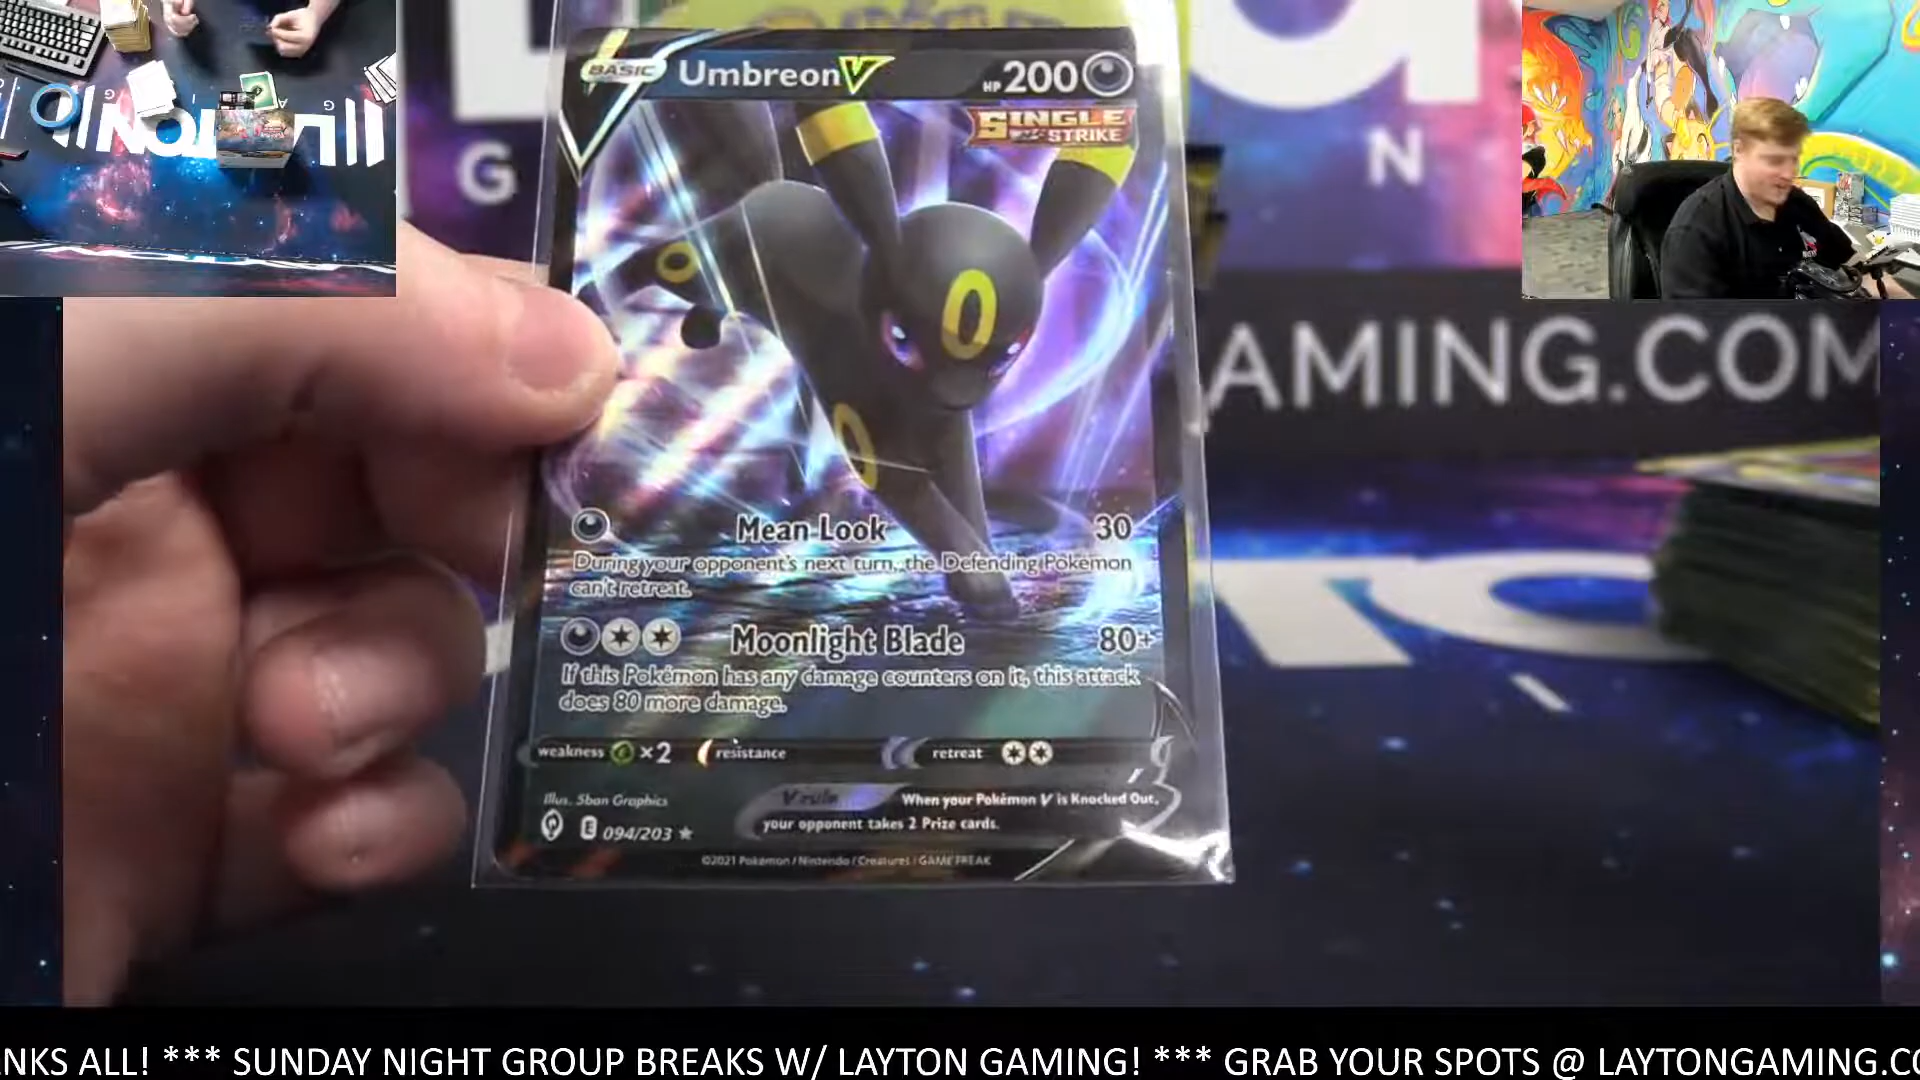 BASIC UmbreonV HP200
SINGLE
STRIKE
G
N
AMING.COM
Mean Look 30
During your opponent's next turn, the Defending Pokémon
can't retreat.
Moonlight Blade 80+
If this Pokémon has any damage counters on it, this attack
does 80 more damage.
weakness ×2 resistance retreat
V rule When your Pokémon V is Knocked Out,
your opponent takes 2 Prize cards.
Illus. 5ban Graphics
E 094/203 ★
©2021 Pokémon / Nintendo / Creatures / GAME FREAK
NKS ALL! *** SUNDAY NIGHT GROUP BREAKS W/ LAYTON GAMING! *** GRAB YOUR SPOTS @ LAYTONGAMING.CO